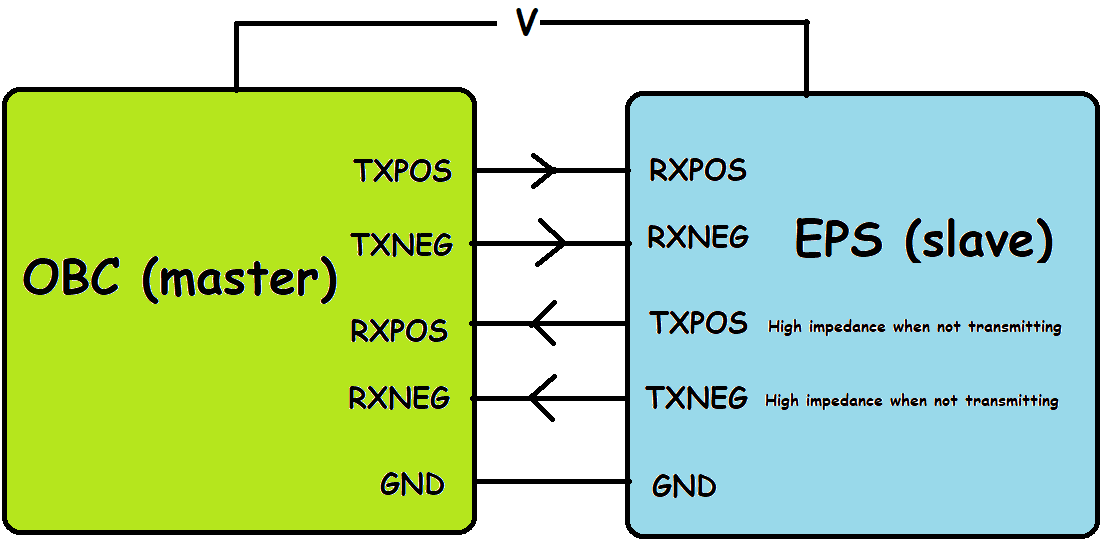 V
TXPOS
RXPOS
TXNEG
RXNEG
EPS (slave)
OBC (master)
RXPOS
TXPOS
High impedance when not transmitting
RXNEG
TXNEG
High impedance when not transmitting
GND
GND